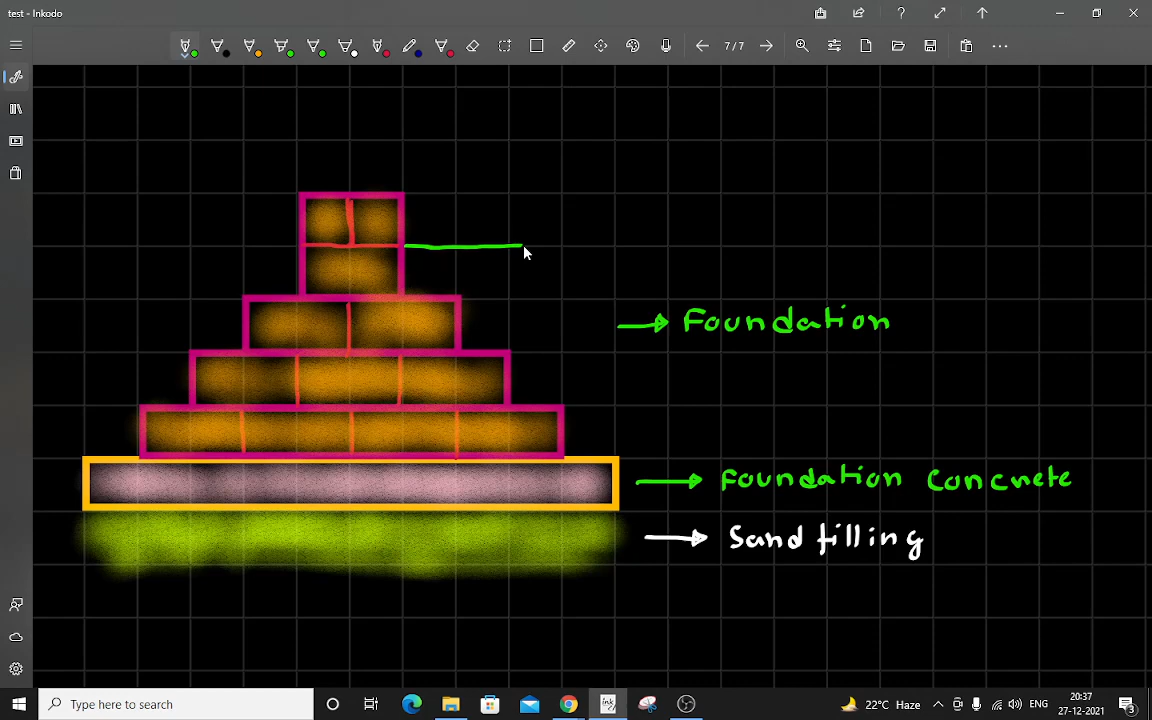 test - Inkodo
7/7
Foundation
Foundation Concrete
Sand filling
Type here to search
22°C Haze
ENG
20:37
27-12-2021
3